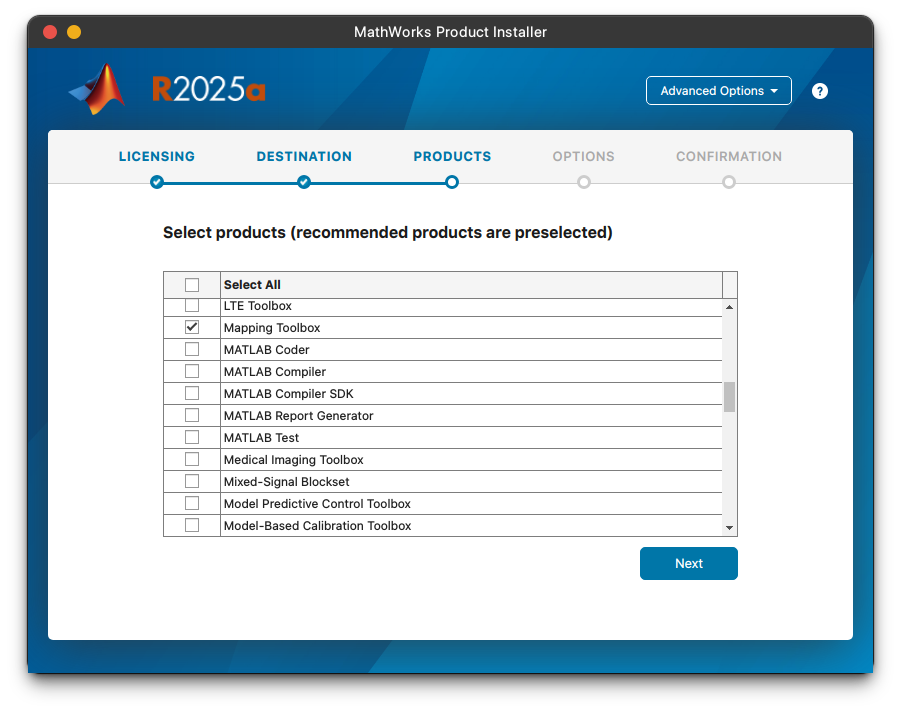 MathWorks Product Installer
R2025a
Advanced Options
?
LICENSING DESTINATION PRODUCTS OPTIONS CONFIRMATION
Select products (recommended products are preselected)
Select All
LTE Toolbox
Mapping Toolbox
MATLAB Coder
MATLAB Compiler
MATLAB Compiler SDK
MATLAB Report Generator
MATLAB Test
Medical Imaging Toolbox
Mixed-Signal Blockset
Model Predictive Control Toolbox
Model-Based Calibration Toolbox
Next